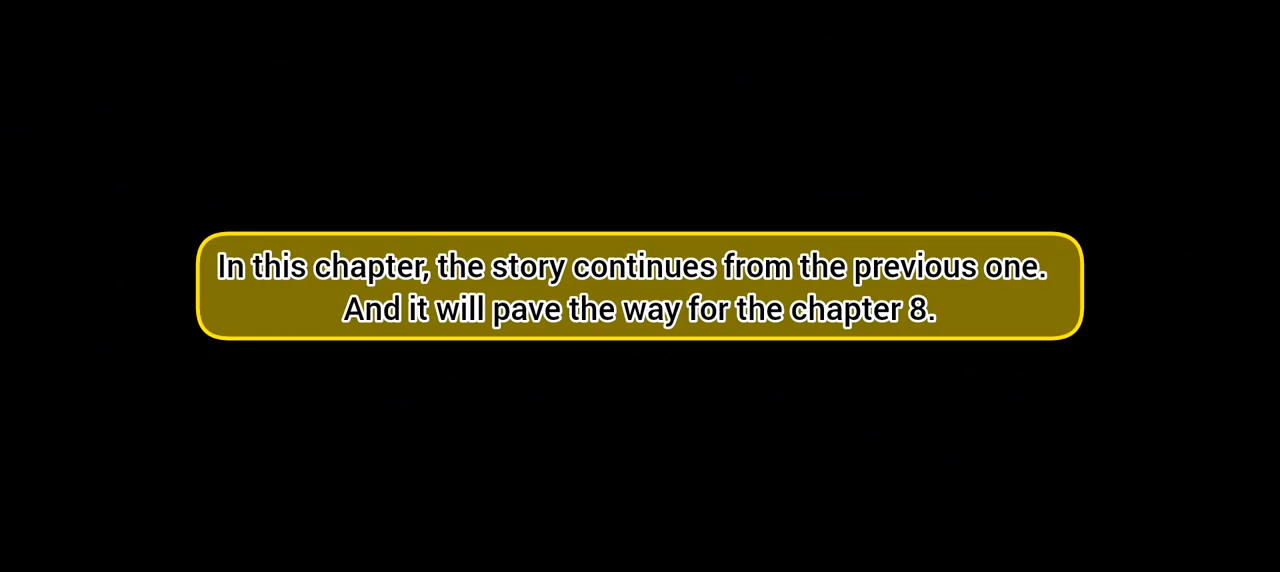 In this chapter, the story continues from the previous one.
And it will pave the way for the chapter 8.